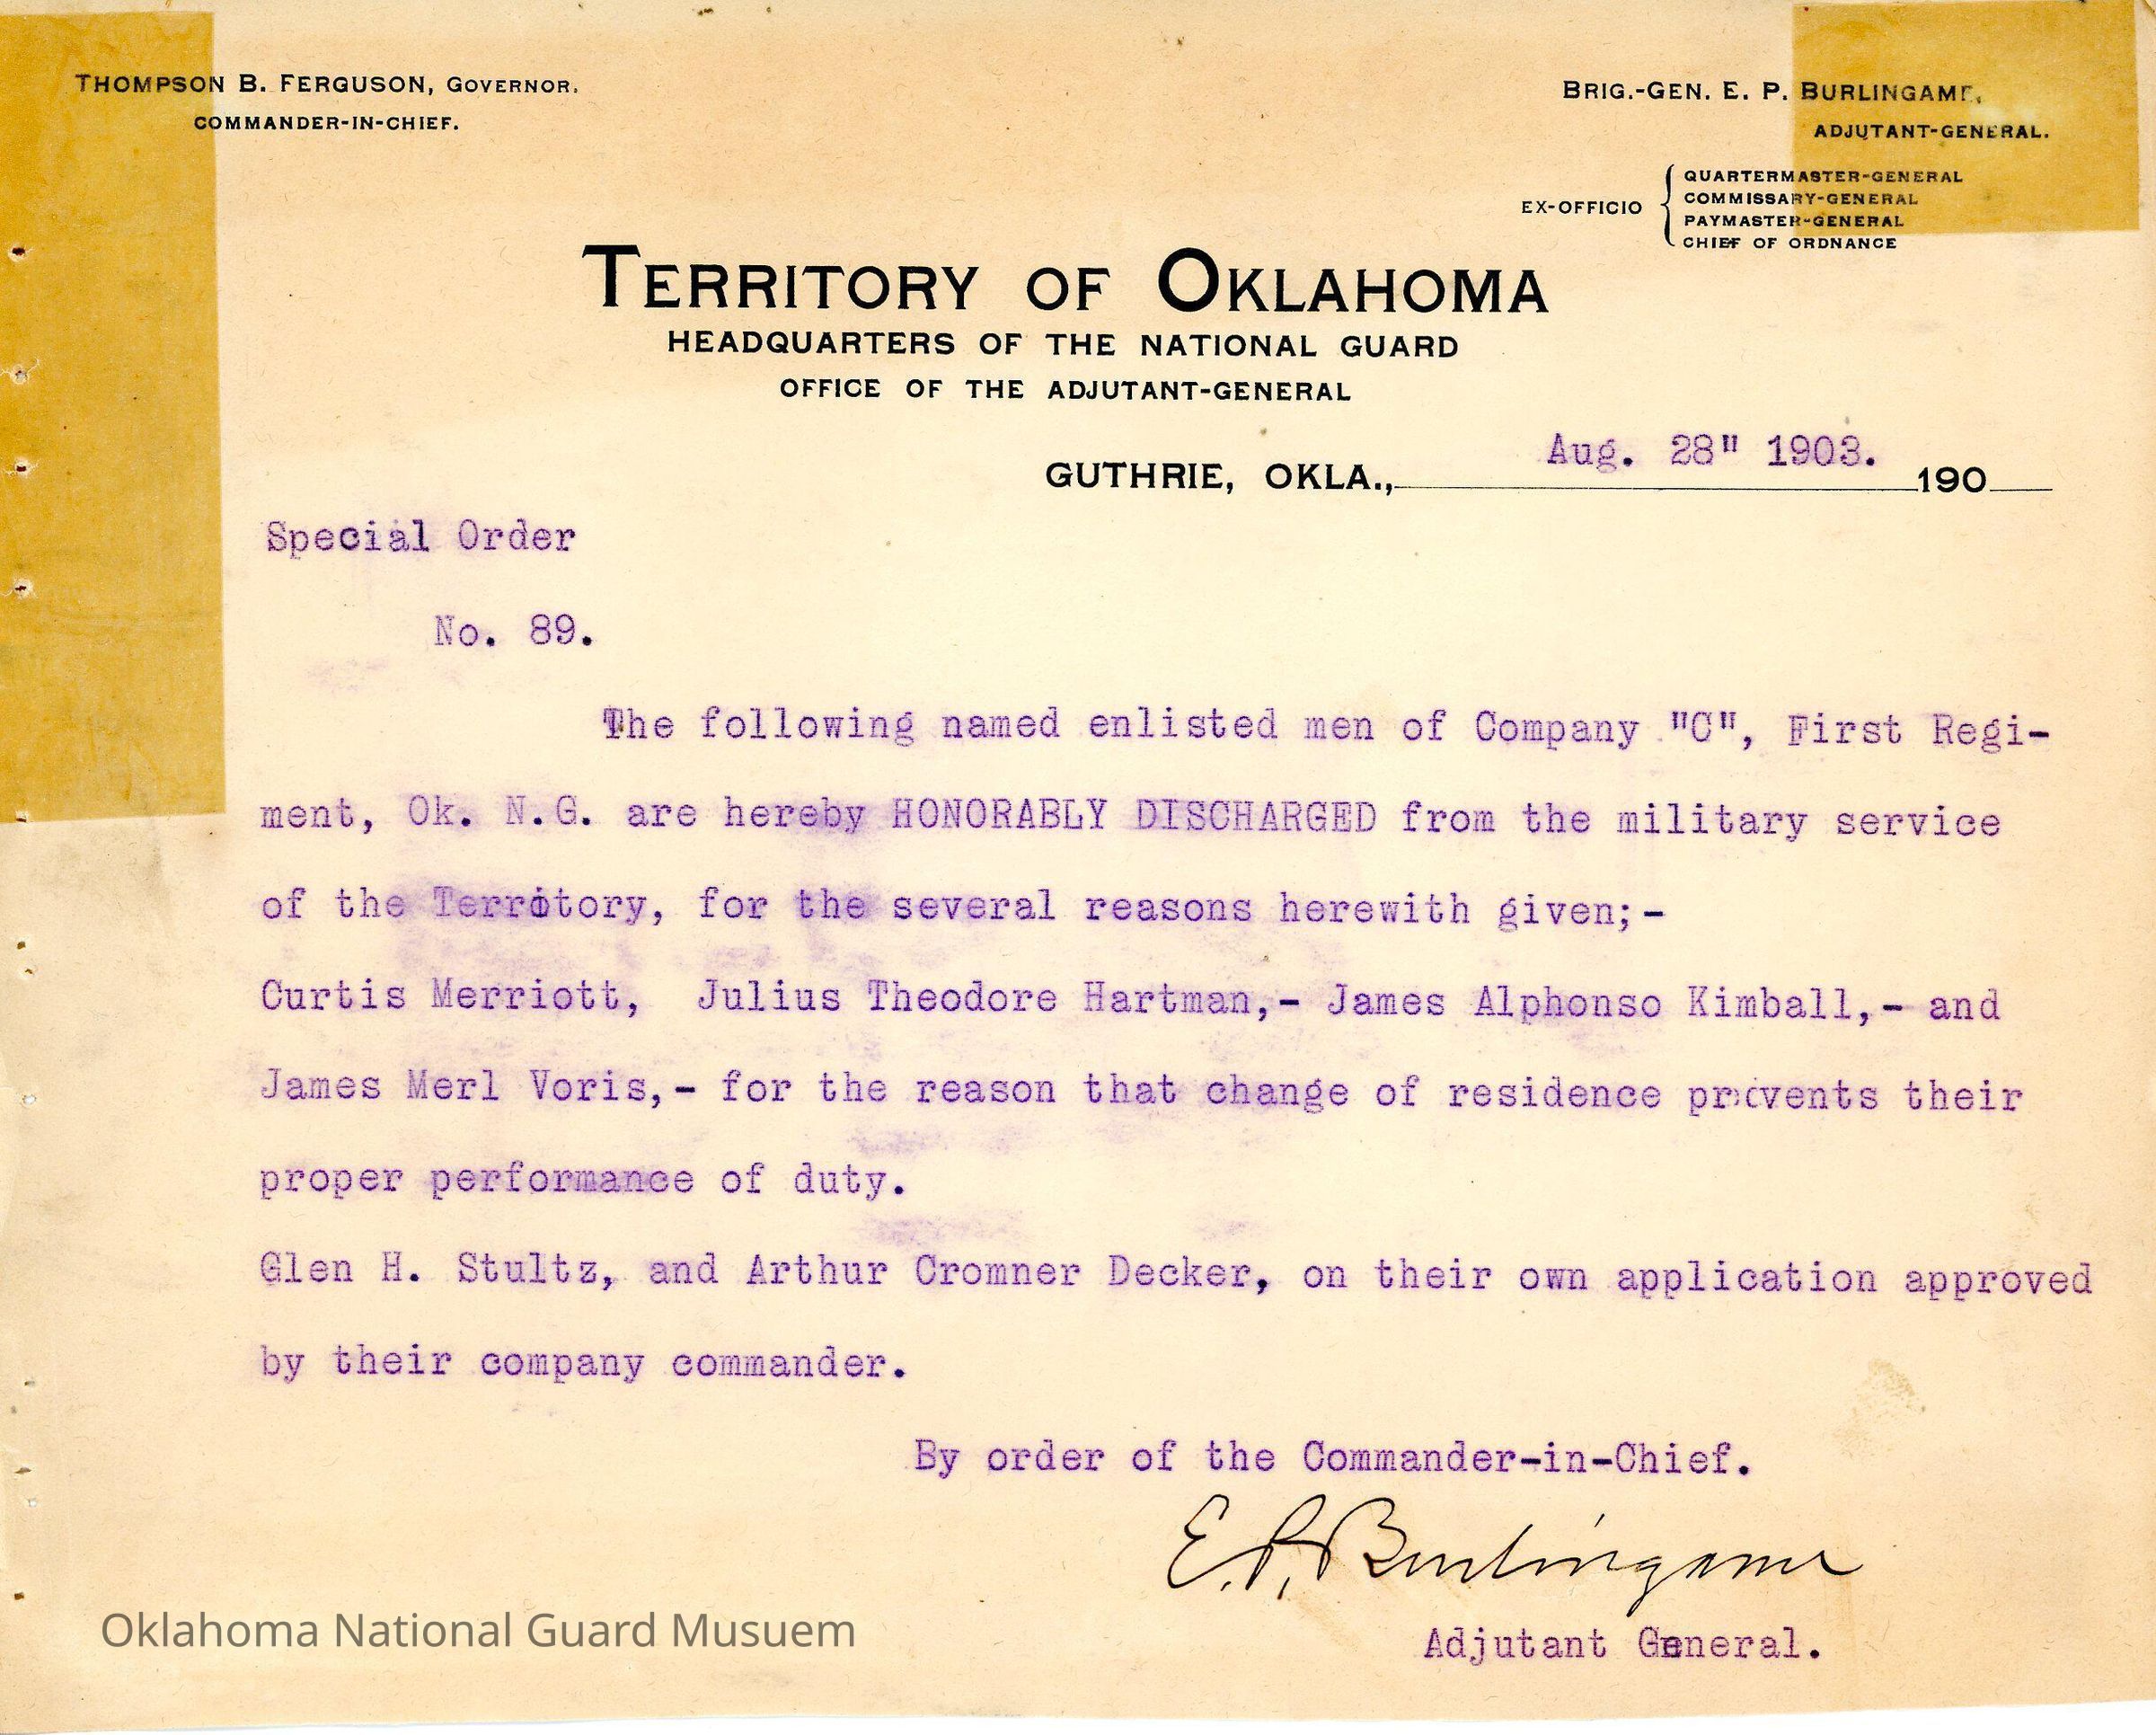 THOMPSON B. FERGUSON, GOVERNOR.
COMMANDER-IN-CHIEF.
BRIG.-GEN. E. P. BURLINGAME,
ADJUTANT-GENERAL.
EX-OFFICIO
QUARTERMASTER-GENERAL
COMMISSARY-GENERAL
PAYMASTER-GENERAL
CHIEF OF ORDNANCE
TERRITORY OF OKLAHOMA
HEADQUARTERS OF THE NATIONAL GUARD
OFFICE OF THE ADJUTANT-GENERAL
GUTHRIE, OKLA., Aug. 28" 1903. 190
Special Order
No. 89.
The following named enlisted men of Company "C", First Regi-
ment, Ok. N.G. are hereby HONORABLY DISCHARGED from the military service
of the Territory, for the several reasons herewith given;-
Curtis Merriott, Julius Theodore Hartman,- James Alphonso Kimball,- and
James Merl Voris,- for the reason that change of residence prevents their
proper performance of duty.
Glen H. Stultz, and Arthur Cromner Decker, on their own application approved
by their company commander.
By order of the Commander-in-Chief.
E. P. Burlingame
Adjutant General.
Oklahoma National Guard Musuem